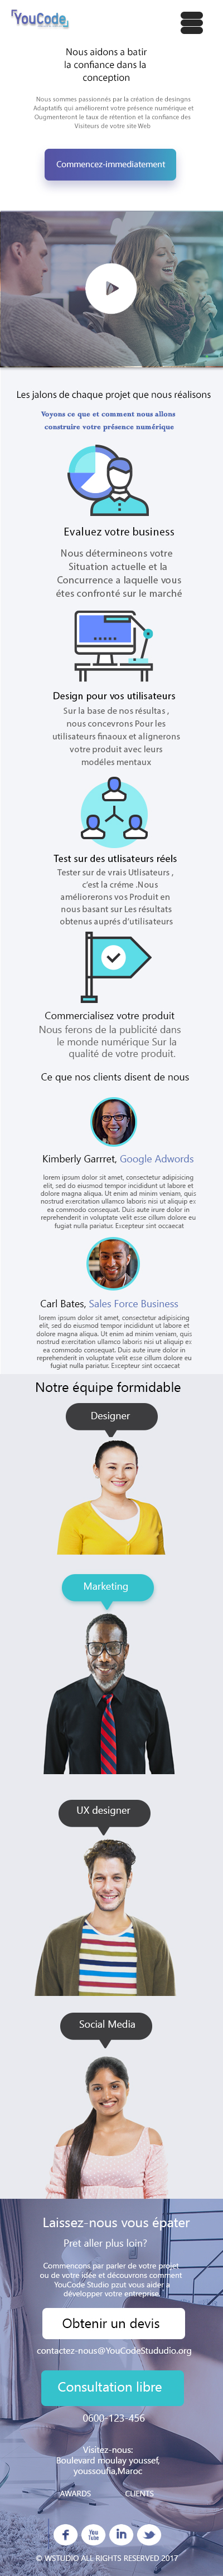 YouCode
Nous aidons a batir
la confiance dans la
conception
Nous sommes passionnés par la création de desingns
Adaptatifs qui amélioreront votre présence numérique et
Ougmenteront le taux de rétention et la confiance des
Visiteurs de votre site Web
Commencez-immediatement
Les jalons de chaque projet que nous réalisons
Voyons ce que et comment nous allons
construire votre présence numérique
Evaluez votre business
Nous détermineons votre
Situation actuelle et la
Concurrence a laquelle vous
étes confronté sur le marché
Design pour vos utilisateurs
Sur la base de nos résultas ,
nous concevrons Pour les
utilisateurs finaux et alignerons
votre produit avec leurs
modéles mentaux
Test sur des utlisateurs réels
Tester sur de vrais Utlisateurs ,
c'est la créme .Nous
améliorerons vos Produit en
nous basant sur Les résultats
obtenus auprés d'utilisateurs
Commercialisez votre produit
Nous ferons de la publicité dans
le monde numérique Sur la
qualité de votre produit.
Ce que nos clients disent de nous
Kimberly Garrret, Google Adwords
lorem ipsum dolor sit amet, consectetur adipisicing
elit, sed do eiusmod tempor incididunt ut labore et
dolore magna aliqua. Ut enim ad minim veniam, quis
nostrud exercitation ullamco laboris nisi ut aliquip ex
ea commodo consequat. Duis aute irure dolor in
reprehenderit in voluptate velit esse cillum dolore eu
fugiat nulla pariatur. Excepteur sint occaecat
Carl Bates, Sales Force Business
lorem ipsum dolor sit amet, consectetur adipisicing
elit, sed do eiusmod tempor incididunt ut labore et
dolore magna aliqua. Ut enim ad minim veniam, quis
nostrud exercitation ullamco laboris nisi ut aliquip ex
ea commodo consequat. Duis aute irure dolor in
reprehenderit in voluptate velit esse cillum dolore eu
fugiat nulla pariatur. Excepteur sint occaecat
Notre équipe formidable
Designer
Marketing
UX designer
Social Media
Laissez-nous vous épater
Pret aller plus loin?
Commencons par parler de votre projet
ou de votre idée et découvrons comment
YouCode Studio pzut vous aider a
développer votre entreprise.
Obtenir un devis
contactez-nous@YouCodeStududio.org
Consultation libre
0600-123-456
Visitez-nous:
Boulevard moulay youssef,
youssoufia,Maroc
AWARDS CLIENTS
You Tube
© WSTUDIO ALL RIGHTS RESERVED 2017